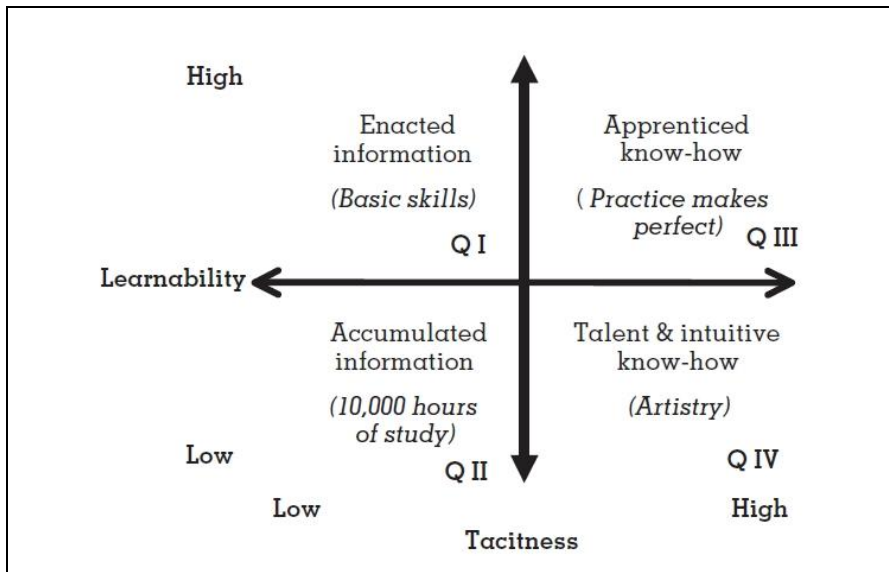 High
Enacted
information
(Basic skills)
Q I
Apprenticed
know-how
( Practice makes
perfect)
Q III
Learnability
Accumulated
information
(10,000 hours
of study)
Q II
Talent & intuitive
know-how
(Artistry)
Q IV
Low
Low
High
Tacitness